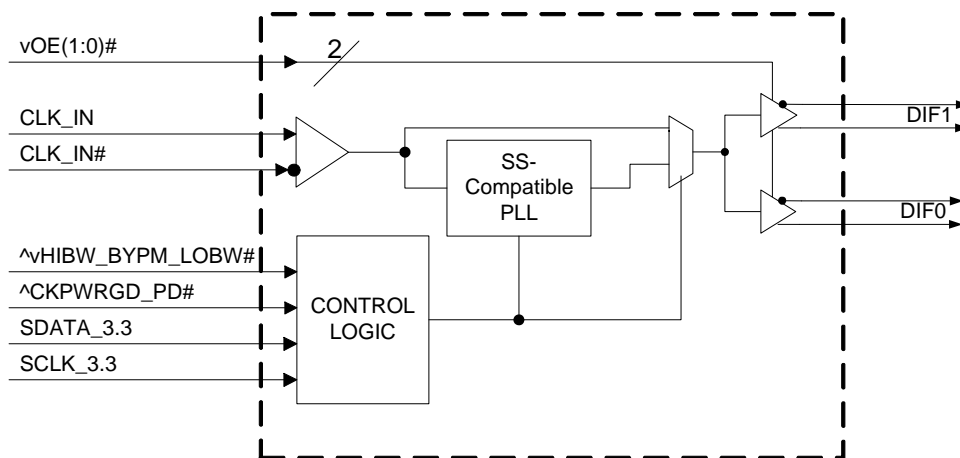 vOE(1:0)#
2
CLK_IN
CLK_IN#
DIF1
SS-
Compatible
PLL
DIF0
^vHIBW_BYPM_LOBW#
^CKPWRGD_PD#
SDATA_3.3
SCLK_3.3
CONTROL
LOGIC